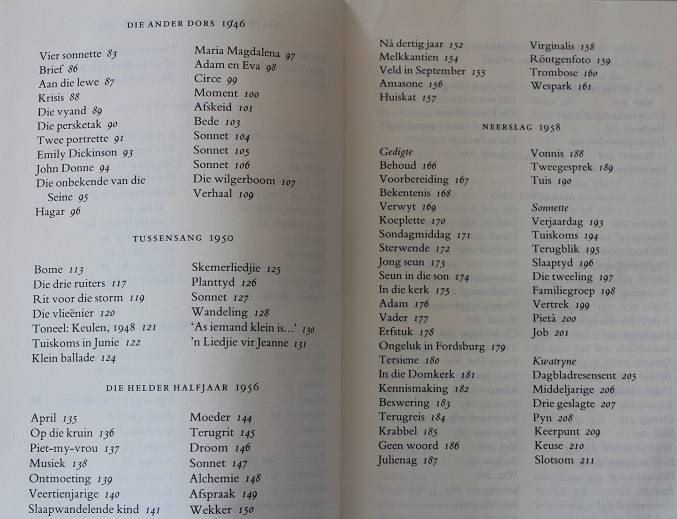 DIE ANDER DORS 1946
Vier sonnette 83
Brief 86
Aan die lewe 87
Krisis 88
Die vyand 89
Die persketak 90
Twee portrette 91
Emily Dickinson 93
John Donne 94
Die onbekende van die
Seine 95
Hagar 96
Maria Magdalena 97
Adam en Eva 98
Circe 99
Moment 100
Afskeid 101
Bede 103
Sonnet 104
Sonnet 105
Sonnet 106
Die wilgerboom 107
Verhaal 109
TUSSENSANG 1950
Bome 113
Die drie ruiters 117
Rit voor die storm 119
Die vlieënier 120
Toneel: Keulen, 1948 121
Tuiskoms in Junie 122
Klein ballade 124
Skemerliedjie 125
Planttyd 126
Sonnet 127
Wandeling 128
'As iemand klein is...' 130
'n Liedjie vir Jeanne 131
DIE HELDER HALFJAAR 1956
April 135
Op die kruin 136
Piet-my-vrou 137
Musiek 138
Ontmoeting 139
Veertienjarige 140
Slaapwandelende kind 141
Moeder 144
Terugrit 145
Droom 146
Sonnet 147
Alchemie 148
Afspraak 149
Wekker 150
Ná dertig jaar 152
Melkkantien 154
Veld in September 155
Amasone 156
Huiskat 157
Virginalis 158
Röntgenfoto 159
Trombose 160
Wespark 161
NEERSLAG 1958
Gedigte
Behoud 166
Voorbereiding 167
Bekentenis 168
Verwyt 169
Koeplette 170
Sondagmiddag 171
Sterwende 172
Jong seun 173
Seun in die son 174
In die kerk 175
Adam 176
Vader 177
Erfstuk 178
Ongeluk in Fordsburg 179
Tersiene 180
In die Domkerk 181
Kennismaking 182
Beswering 183
Terugreis 184
Krabbel 185
Geen woord 186
Julienag 187
Vonnis 188
Tweegesprek 189
Tuis 190
Sonnette
Verjaardag 193
Tuiskoms 194
Terugblik 195
Slaaptyd 196
Die tweeling 197
Familiegroep 198
Vertrek 199
Pietà 200
Job 201
Kwatryne
Dagbladresensent 205
Middeljarige 206
Drie geslagte 207
Pyn 208
Keerpunt 209
Keuse 210
Slotsom 211